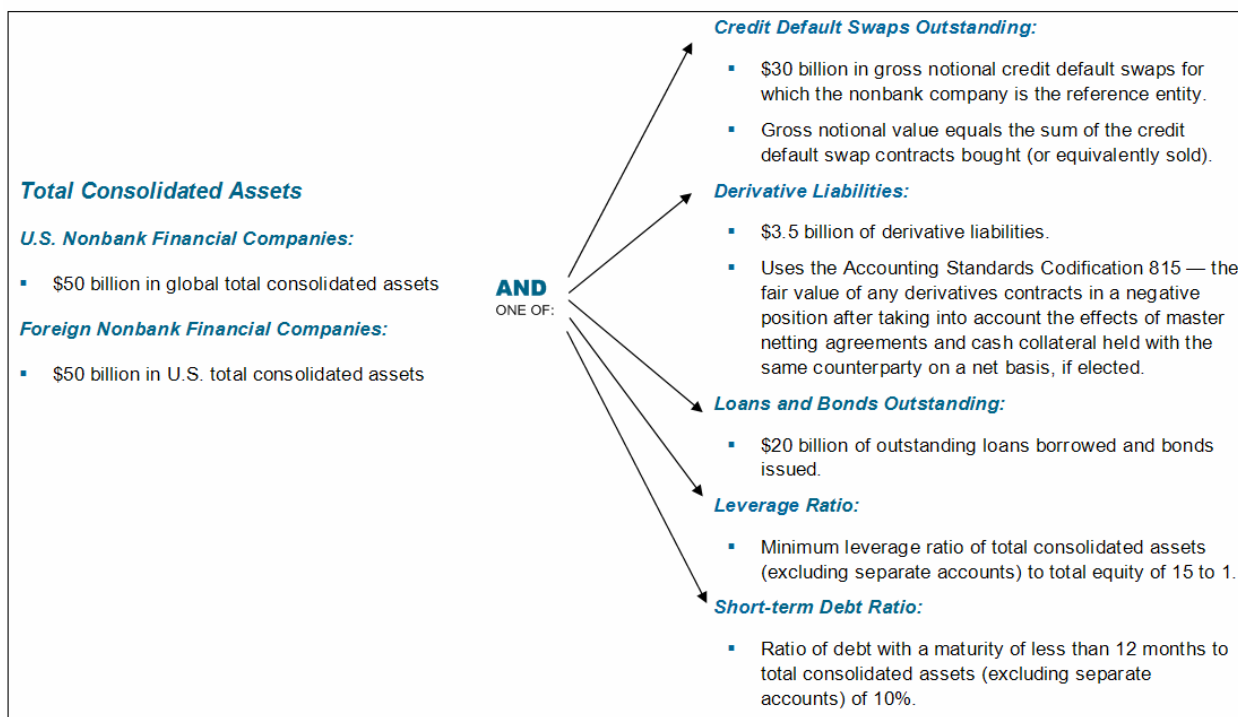 Total Consolidated Assets
U.S. Nonbank Financial Companies:
▪ $50 billion in global total consolidated assets
Foreign Nonbank Financial Companies:
▪ $50 billion in U.S. total consolidated assets
AND
ONE OF:
Credit Default Swaps Outstanding:
▪ $30 billion in gross notional credit default swaps for
which the nonbank company is the reference entity.
▪ Gross notional value equals the sum of the credit
default swap contracts bought (or equivalently sold).
Derivative Liabilities:
▪ $3.5 billion of derivative liabilities.
▪ Uses the Accounting Standards Codification 815 — the
fair value of any derivatives contracts in a negative
position after taking into account the effects of master
netting agreements and cash collateral held with the
same counterparty on a net basis, if elected.
Loans and Bonds Outstanding:
▪ $20 billion of outstanding loans borrowed and bonds
issued.
Leverage Ratio:
▪ Minimum leverage ratio of total consolidated assets
(excluding separate accounts) to total equity of 15 to 1.
Short-term Debt Ratio:
▪ Ratio of debt with a maturity of less than 12 months to
total consolidated assets (excluding separate
accounts) of 10%.